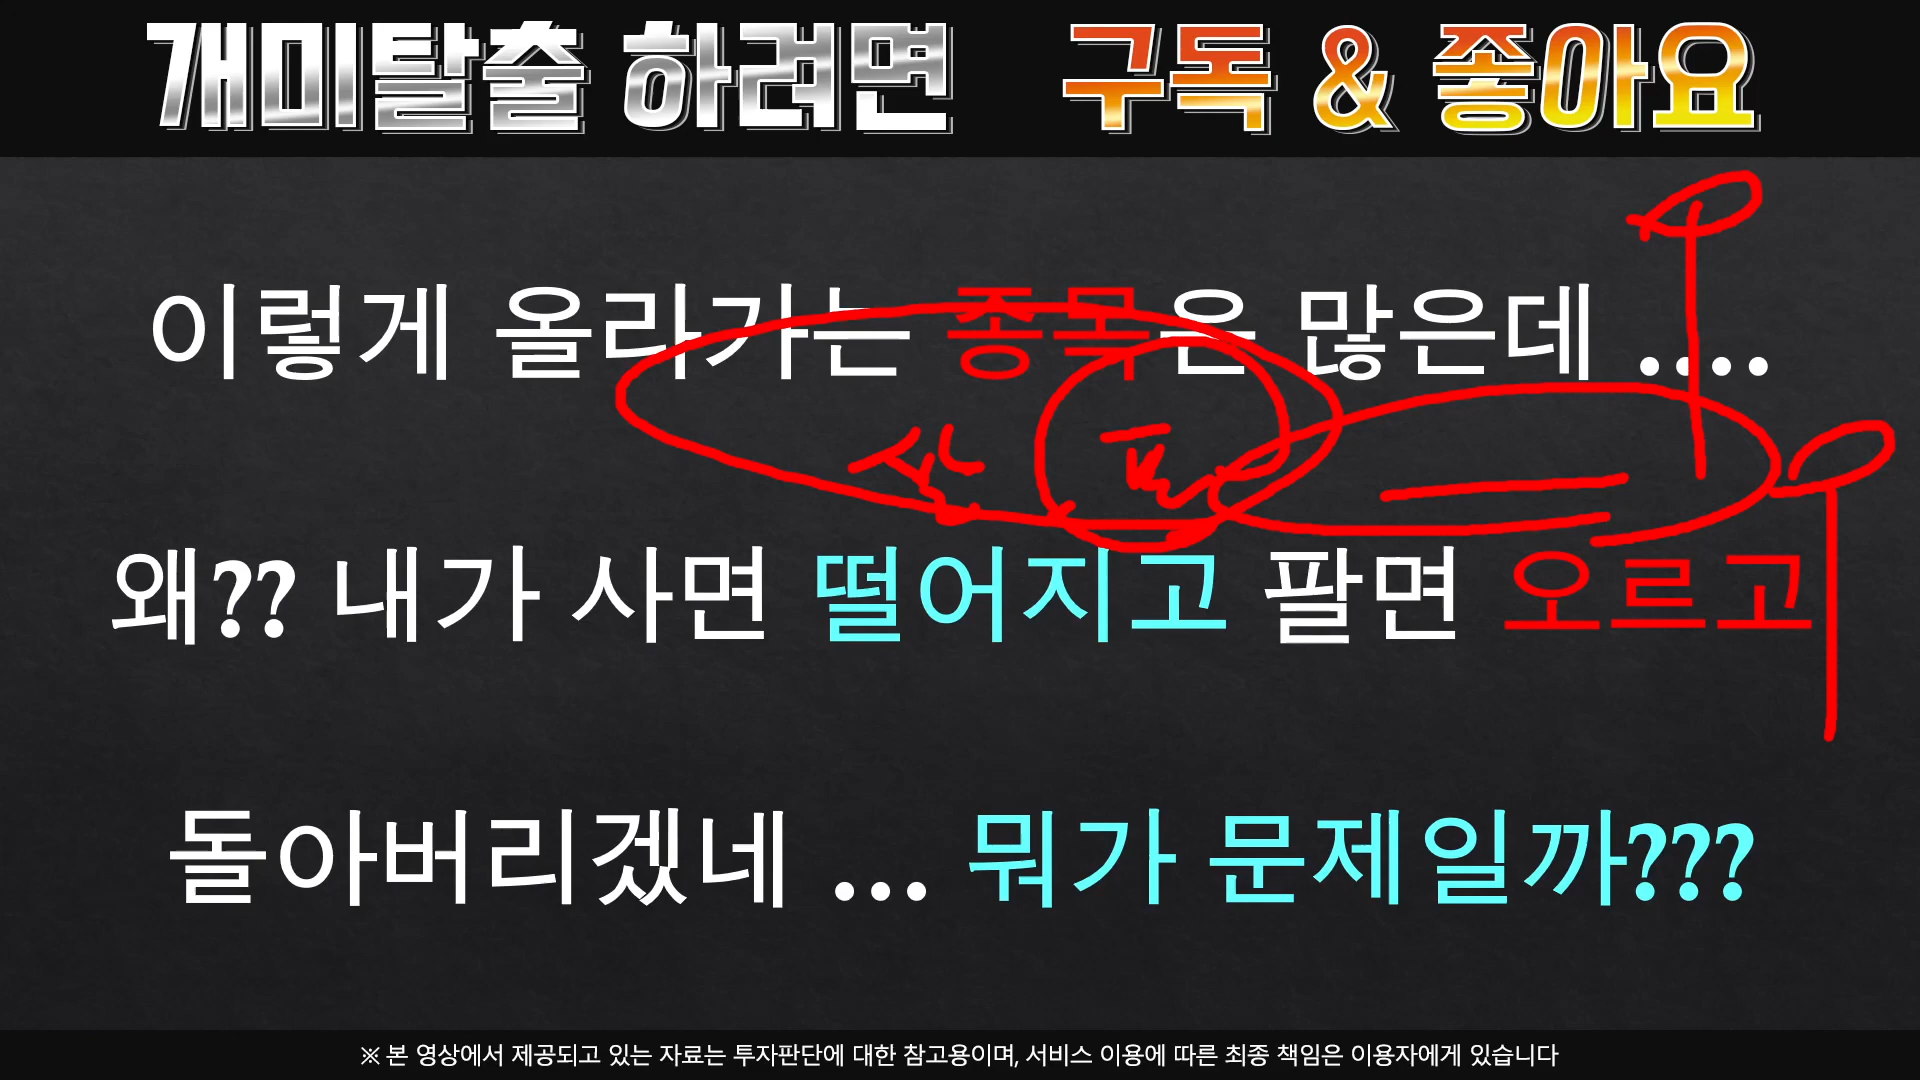 개미탈출 하려면 구독 & 좋아요
이렇게 올라가는 종목은 많은데 ....
왜?? 내가 사면 떨어지고 팔면 오르고
돌아버리겠네 ... 뭐가 문제일까???
※ 본 영상에서 제공되고 있는 자료는 투자판단에 대한 참고용이며, 서비스 이용에 따른 최종 책임은 이용자에게 있습니다